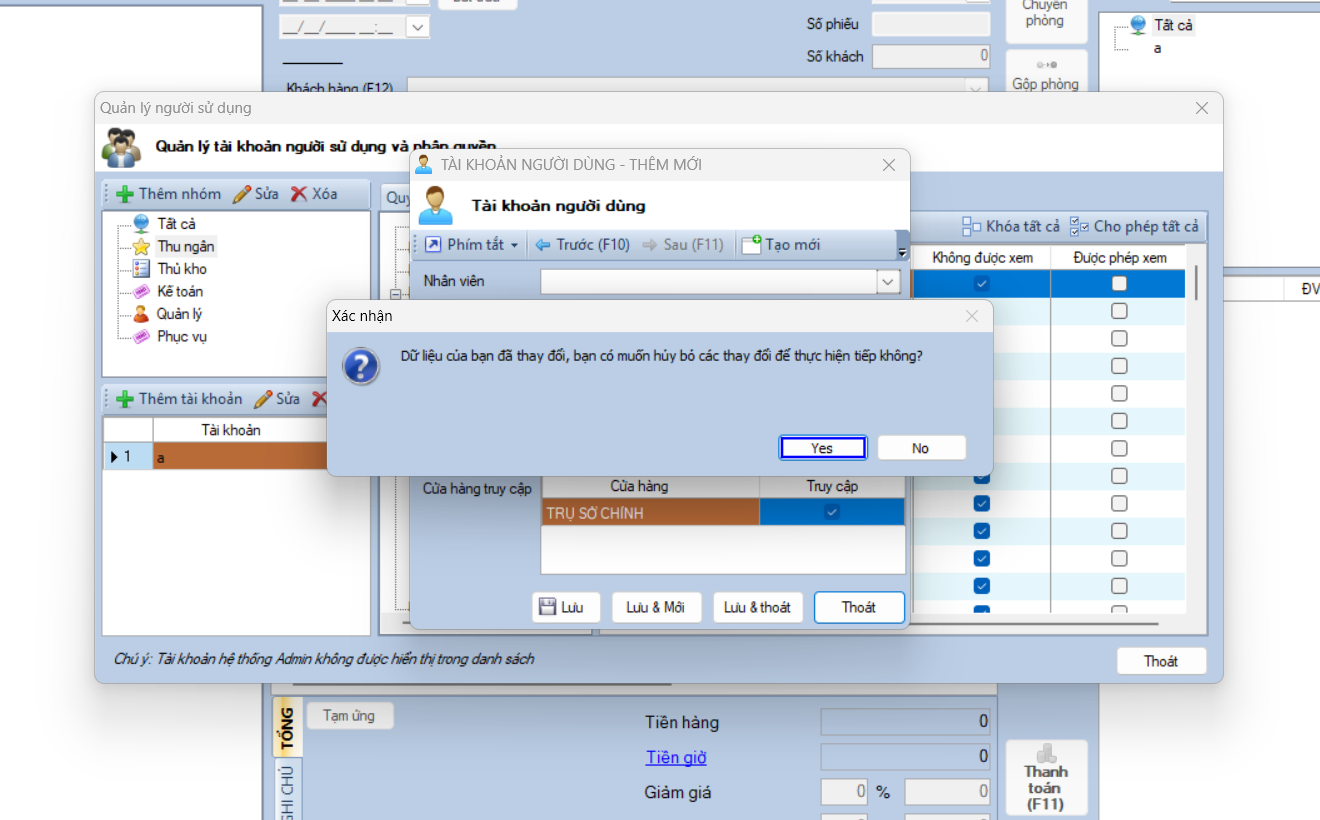 Chuyển
phòng
__/__/____ __:__
Số phiếu
Số khách
0
Tất cả
a
Khách hàng (F12)
Gộp phòng
Quản lý người sử dụng
Quản lý tài khoản người sử dụng và phân quyền
TÀI KHOẢN NGƯỜI DÙNG - THÊM MỚI
Tài khoản người dùng
Thêm nhóm
Sửa
Xóa
Quy
Phím tắt
Trước (F10)
Sau (F11)
Tạo mới
Khóa tất cả
Cho phép tất cả
Tất cả
Thu ngân
Thủ kho
Kế toán
Quản lý
Phục vụ
Nhân viên
Không được xem
Được phép xem
ĐV
Xác nhận
Dữ liệu của bạn đã thay đổi, bạn có muốn hủy bỏ các thay đổi để thực hiện tiếp không?
Yes
No
Thêm tài khoản
Sửa
Tài khoản
1
a
Cửa hàng truy cập
Cửa hàng
Truy cập
TRỤ SỞ CHÍNH
Lưu
Lưu & Mới
Lưu & thoát
Thoát
Chú ý: Tài khoản hệ thống Admin không được hiển thị trong danh sách
Thoát
TỔNG
GHI CHÚ
Tạm ứng
Tiền hàng
0
Tiền giờ
0
Giảm giá
0
%
0
Thanh
toán
(F11)